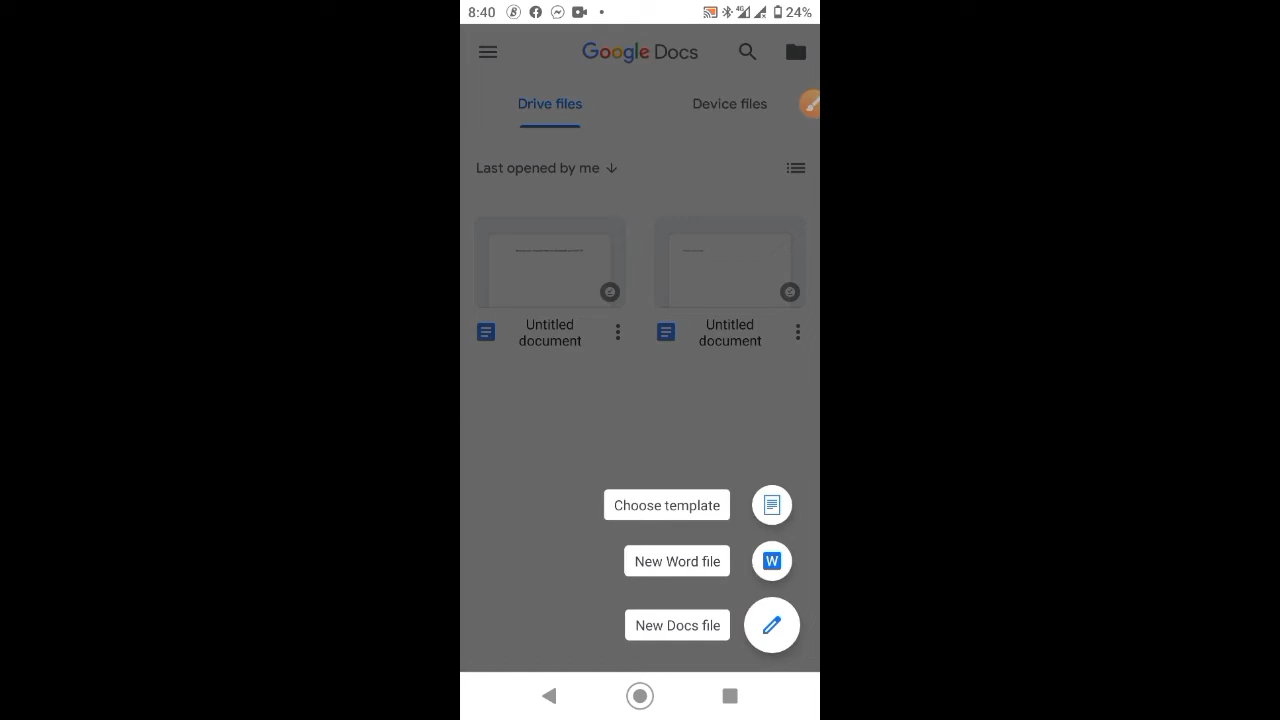 8:40
4G
24%
Google Docs
Drive files
Device files
Last opened by me
Untitled document
Untitled document
Choose template
New Word file
W
New Docs file